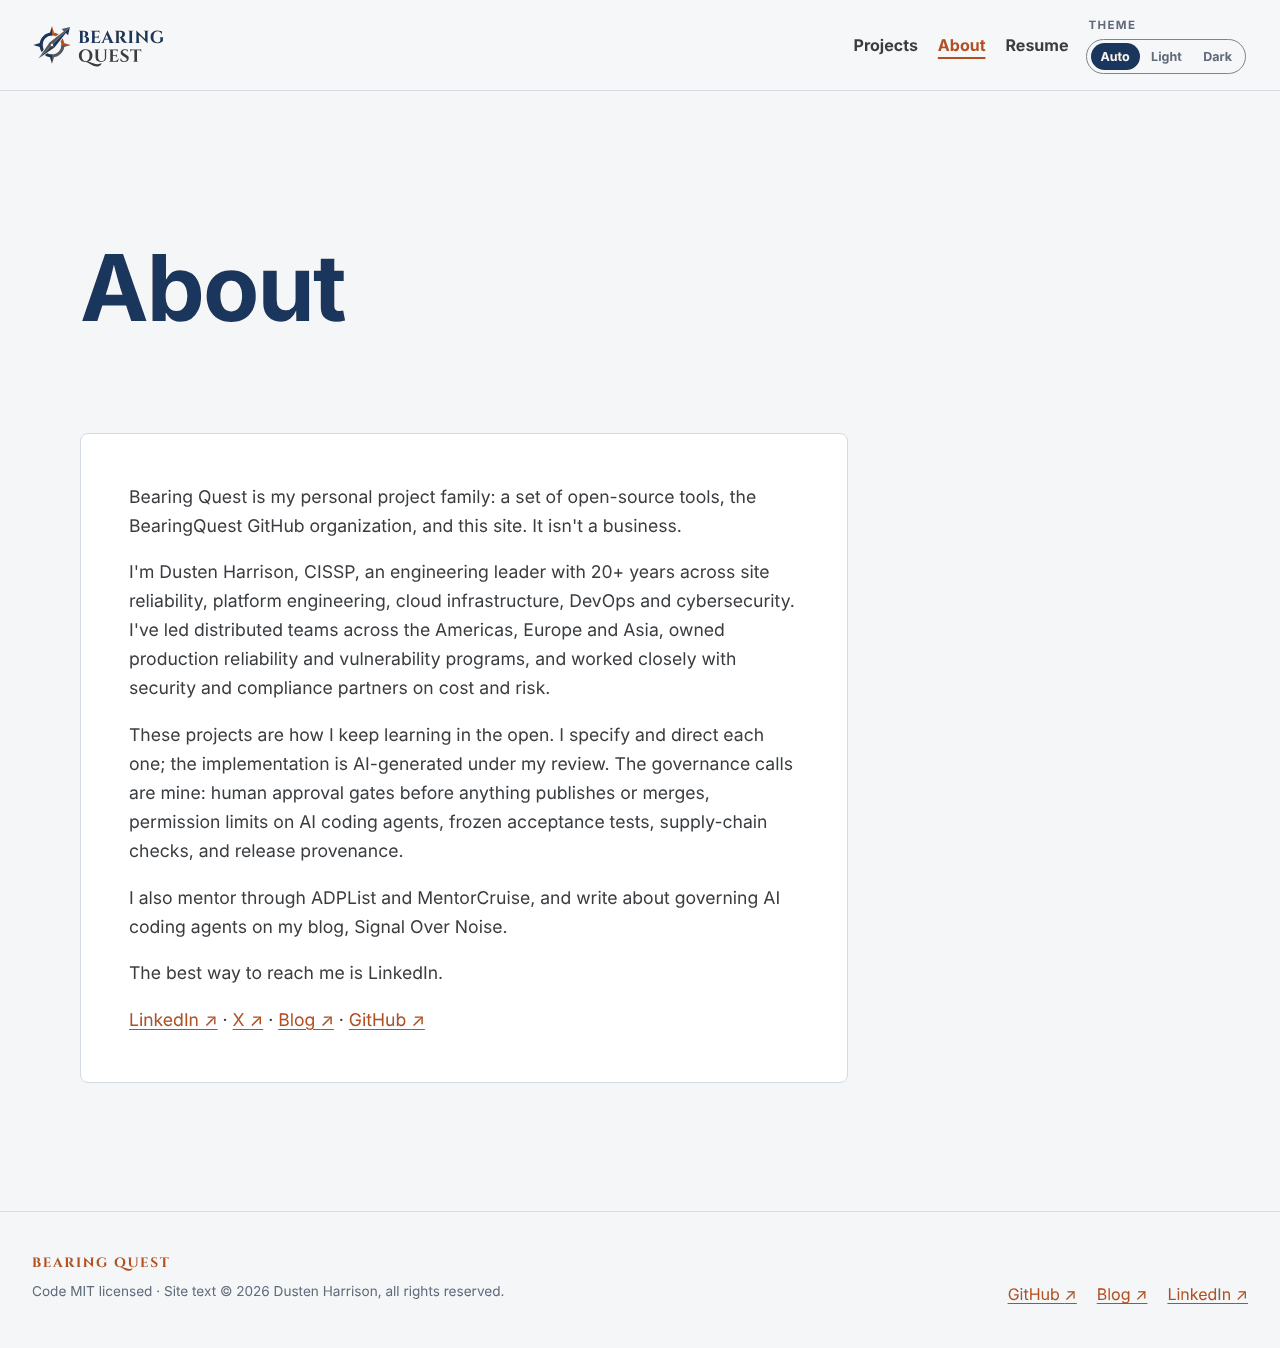 BEARING
QUEST
Projects About Resume
THEME
Auto Light Dark
About
Bearing Quest is my personal project family: a set of open-source tools, the
BearingQuest GitHub organization, and this site. It isn't a business.
I'm Dusten Harrison, CISSP, an engineering leader with 20+ years across site
reliability, platform engineering, cloud infrastructure, DevOps and cybersecurity.
I've led distributed teams across the Americas, Europe and Asia, owned
production reliability and vulnerability programs, and worked closely with
security and compliance partners on cost and risk.
These projects are how I keep learning in the open. I specify and direct each
one; the implementation is AI-generated under my review. The governance calls
are mine: human approval gates before anything publishes or merges,
permission limits on AI coding agents, frozen acceptance tests, supply-chain
checks, and release provenance.
I also mentor through ADPList and MentorCruise, and write about governing AI
coding agents on my blog, Signal Over Noise.
The best way to reach me is LinkedIn.
LinkedIn ↗ · X ↗ · Blog ↗ · GitHub ↗
BEARING QUEST
Code MIT licensed · Site text © 2026 Dusten Harrison, all rights reserved.
GitHub ↗ Blog ↗ LinkedIn ↗